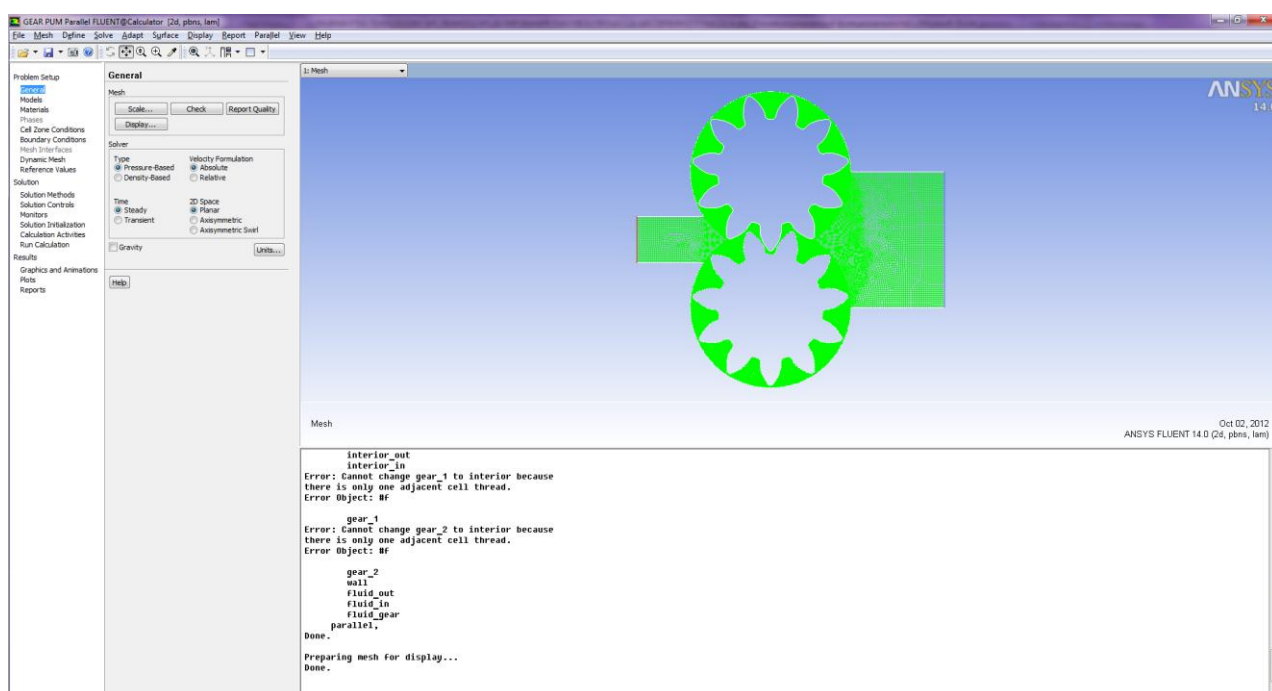 GEAR PUM Parallel FLUENT@Calculator [2d, pbns, lam]
File Mesh Define Solve Adapt Surface Display Report Parallel View Help
Problem Setup
General
Models
Materials
Phases
Cell Zone Conditions
Boundary Conditions
Mesh Interfaces
Dynamic Mesh
Reference Values
Solution
Solution Methods
Solution Controls
Monitors
Solution Initialization
Calculation Activities
Run Calculation
Results
Graphics and Animations
Plots
Reports
General
Mesh
Scale... Check Report Quality
Display...
Solver
Type Velocity Formulation
Pressure-Based Absolute
Density-Based Relative
Time 2D Space
Steady Planar
Transient Axisymmetric
Axisymmetric Swirl
Gravity Units...
Help
1: Mesh
ANSYS
14.0
Mesh
Oct 02, 2012
ANSYS FLUENT 14.0 (2d, pbns, lam)
interior_out
interior_in
Error: Cannot change gear_1 to interior because
there is only one adjacent cell thread.
Error Object: #f
gear_1
Error: Cannot change gear_2 to interior because
there is only one adjacent cell thread.
Error Object: #f
gear_2
wall
fluid_out
fluid_in
fluid_gear
parallel,
Done.
Preparing mesh for display...
Done.